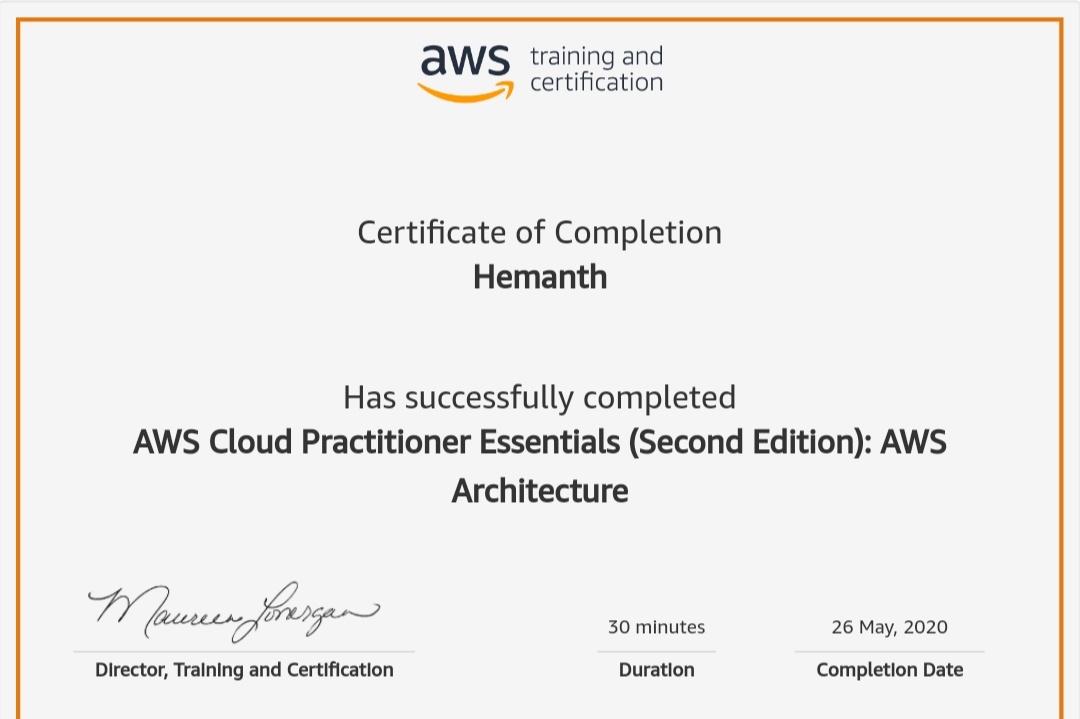 aws training and
certification
Certificate of Completion
Hemanth
Has successfully completed
AWS Cloud Practitioner Essentials (Second Edition): AWS
Architecture
Maureen Lonergan
Director, Training and Certification
30 minutes
Duration
26 May, 2020
Completion Date